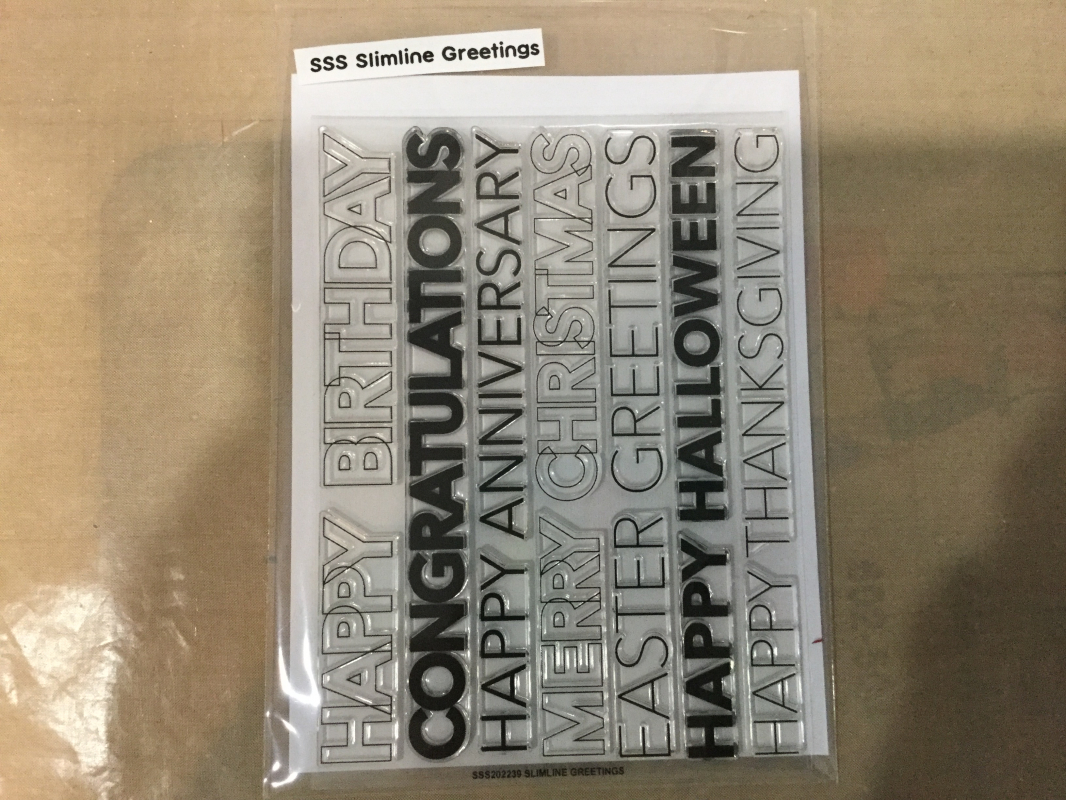 SSS Slimline Greetings
HAPPY BIRTHDAY
CONGRATULATIONS
HAPPY ANNIVERSARY
MERRY CHRISTMAS
EASTER GREETINGS
HAPPY HALLOWEEN
HAPPY THANKSGIVING
SSS202239 SLIMLINE GREETINGS